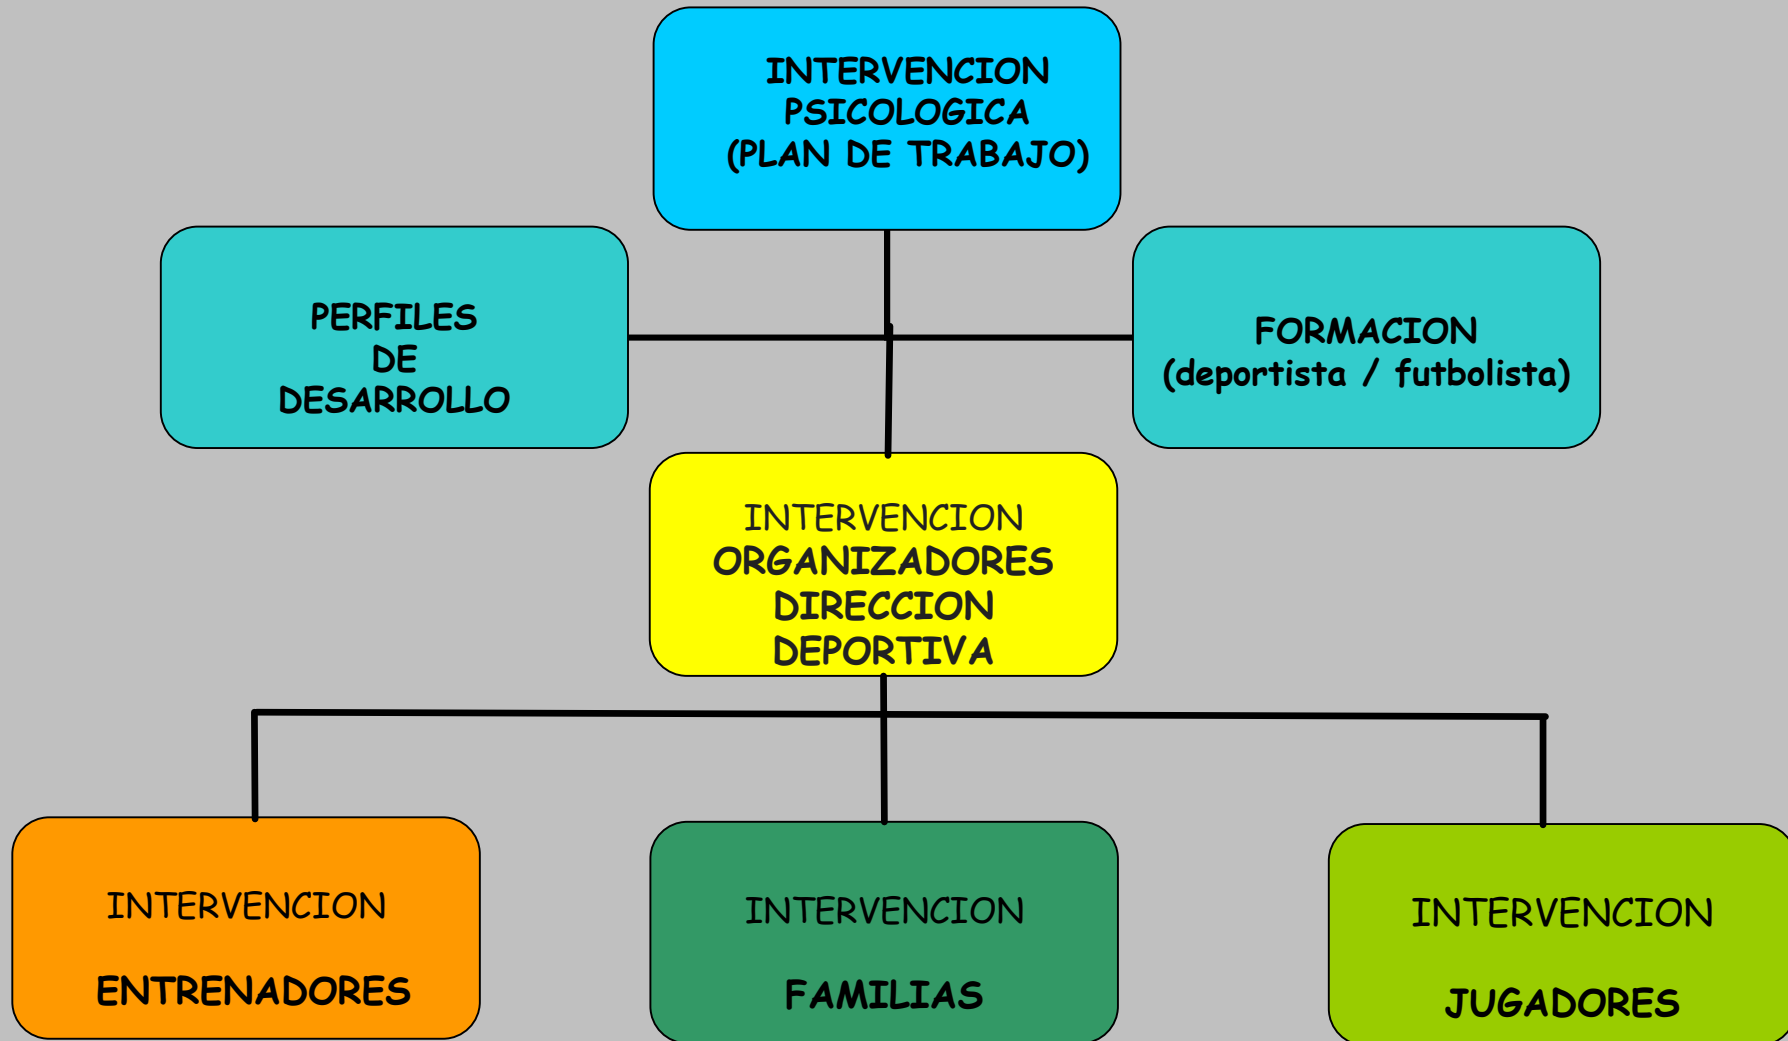 INTERVENCION
PSICOLOGICA
(PLAN DE TRABAJO)
PERFILES
DE
DESARROLLO
FORMACION
(deportista / futbolista)
INTERVENCION
ORGANIZADORES
DIRECCION
DEPORTIVA
INTERVENCION
ENTRENADORES
INTERVENCION
FAMILIAS
INTERVENCION
JUGADORES